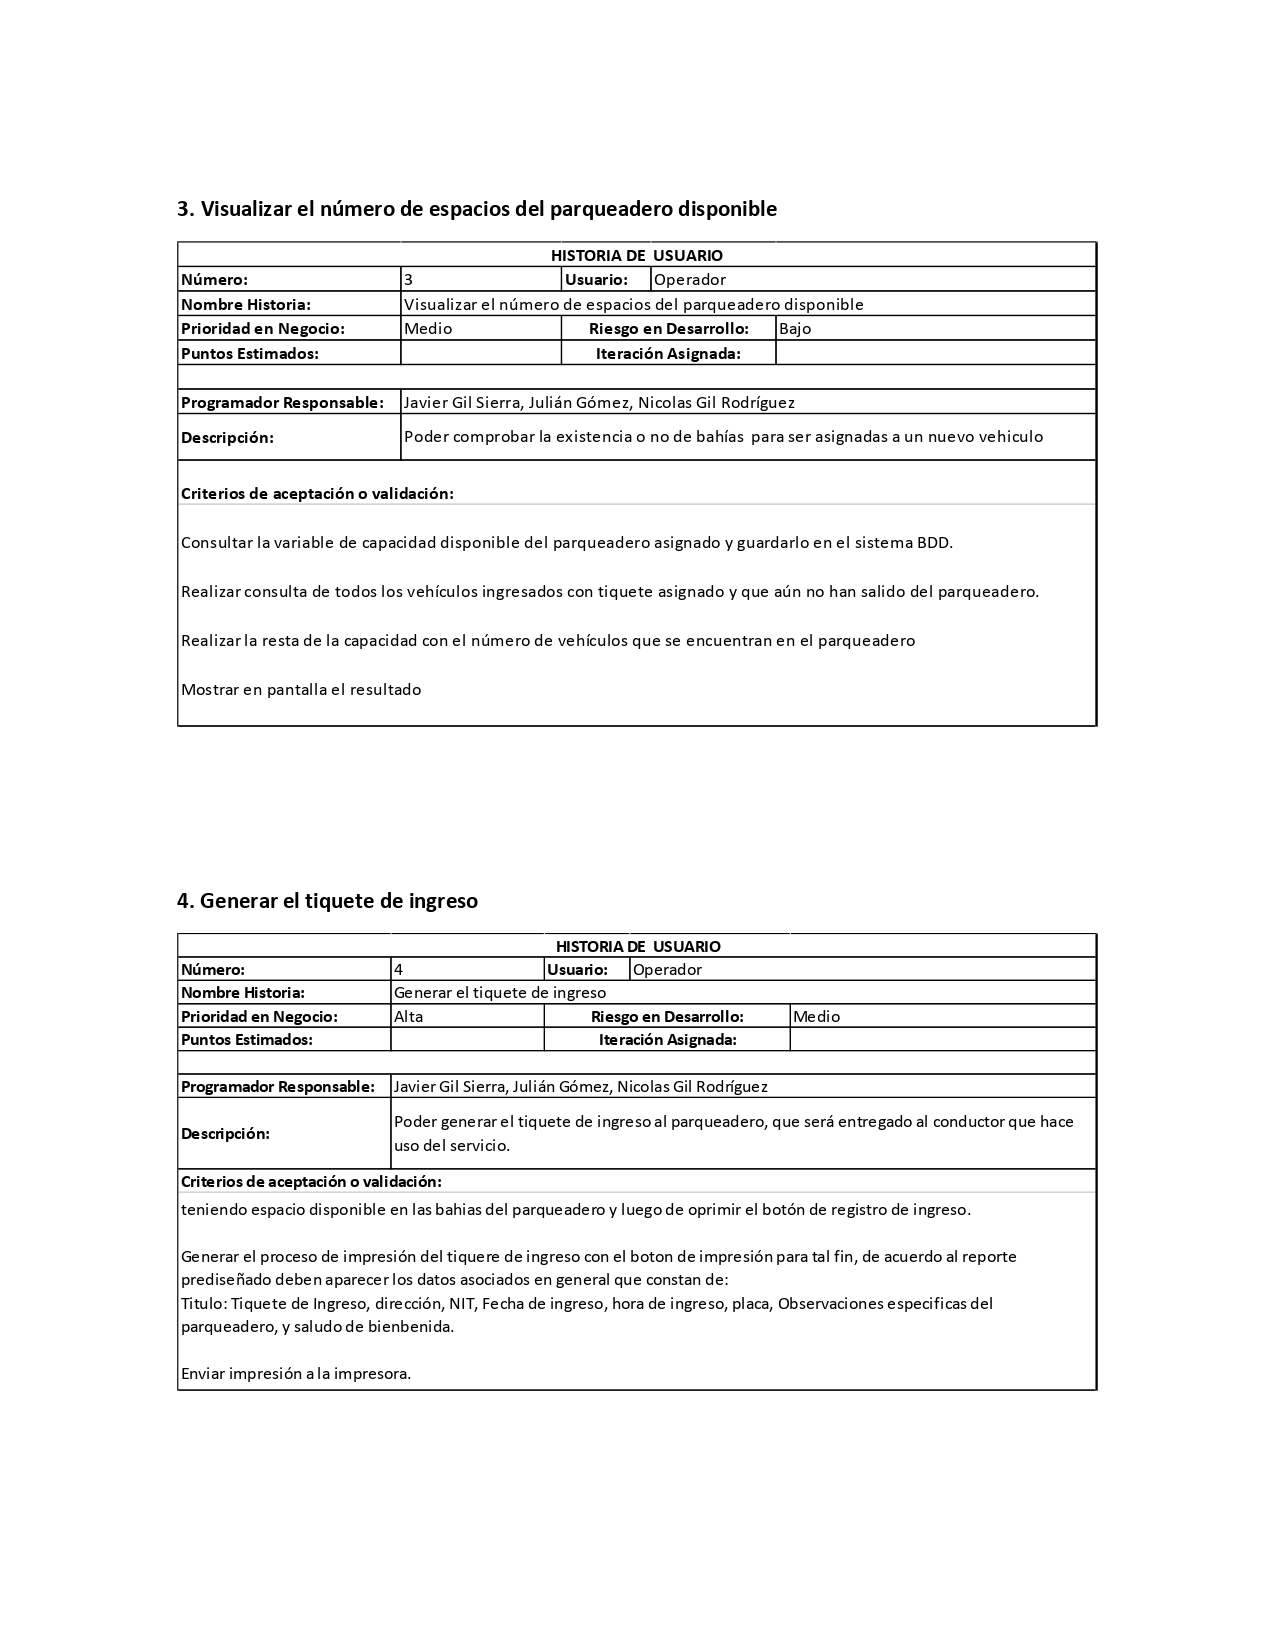 3. Visualizar el número de espacios del parqueadero disponible
HISTORIA DE USUARIO
Número: 3 Usuario: Operador
Nombre Historia: Visualizar el número de espacios del parqueadero disponible
Prioridad en Negocio: Medio Riesgo en Desarrollo: Bajo
Puntos Estimados: Iteración Asignada:
Programador Responsable: Javier Gil Sierra, Julián Gómez, Nicolas Gil Rodríguez
Descripción: Poder comprobar la existencia o no de bahías para ser asignadas a un nuevo vehiculo
Criterios de aceptación o validación:
Consultar la variable de capacidad disponible del parqueadero asignado y guardarlo en el sistema BDD.
Realizar consulta de todos los vehículos ingresados con tiquete asignado y que aún no han salido del parqueadero.
Realizar la resta de la capacidad con el número de vehículos que se encuentran en el parqueadero
Mostrar en pantalla el resultado
4. Generar el tiquete de ingreso
HISTORIA DE USUARIO
Número: 4 Usuario: Operador
Nombre Historia: Generar el tiquete de ingreso
Prioridad en Negocio: Alta Riesgo en Desarrollo: Medio
Puntos Estimados: Iteración Asignada:
Programador Responsable: Javier Gil Sierra, Julián Gómez, Nicolas Gil Rodríguez
Descripción: Poder generar el tiquete de ingreso al parqueadero, que será entregado al conductor que hace
uso del servicio.
Criterios de aceptación o validación:
teniendo espacio disponible en las bahias del parqueadero y luego de oprimir el botón de registro de ingreso.
Generar el proceso de impresión del tiquere de ingreso con el boton de impresión para tal fin, de acuerdo al reporte
prediseñado deben aparecer los datos asociados en general que constan de:
Titulo: Tiquete de Ingreso, dirección, NIT, Fecha de ingreso, hora de ingreso, placa, Observaciones especificas del
parqueadero, y saludo de bienbenida.
Enviar impresión a la impresora.